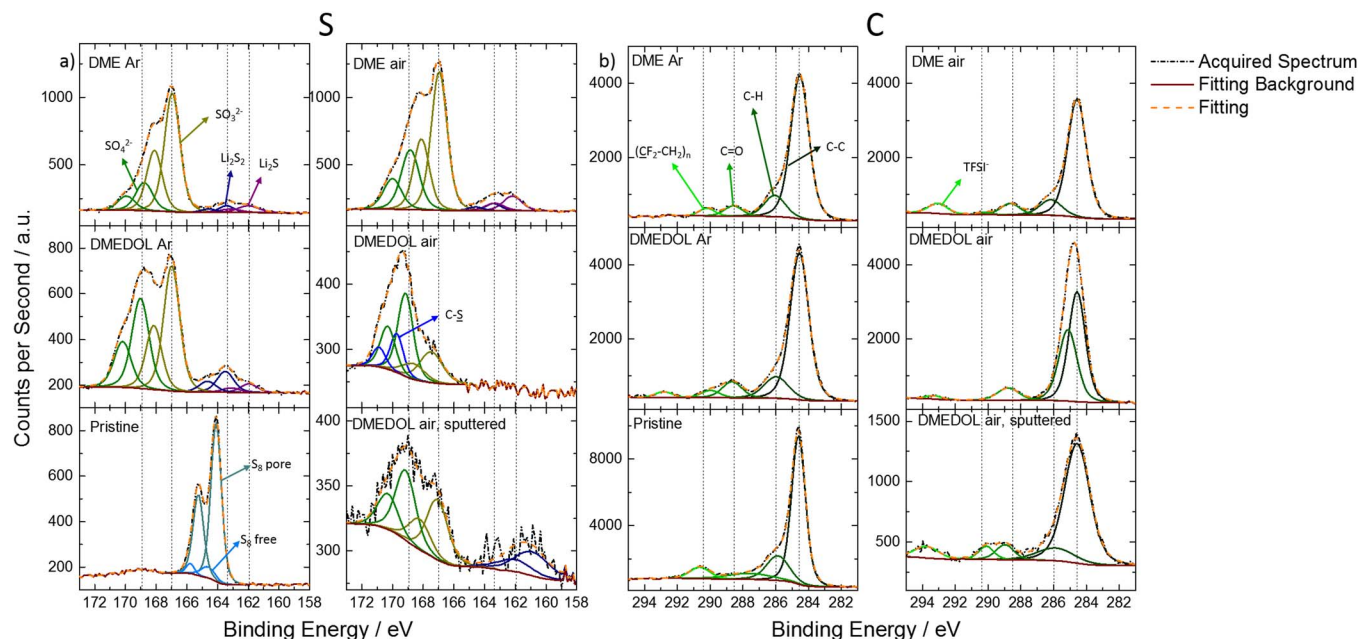 S
C
a)
DME Ar
1000
500
SO₄²⁻
SO₃²⁻
Li₂S₂
Li₂S
DME air
1000
500
DMEDOL Ar
800
600
400
200
DMEDOL air
400
300
C-S
Pristine
800
600
400
200
S₈ pore
S₈ free
DMEDOL air, sputtered
400
350
300
172 170 168 166 164 162 160 158
172 170 168 166 164 162 160 158
Binding Energy / eV
Counts per Second / a.u.
b)
DME Ar
4000
2000
(CF₂-CH₂)ₙ
C=O
C-H
C-C
DME air
4000
2000
TFSI⁻
DMEDOL Ar
4000
2000
DMEDOL air
4000
2000
Pristine
8000
4000
DMEDOL air, sputtered
1500
1000
500
294 292 290 288 286 284 282
294 292 290 288 286 284 282
Binding Energy / eV
Acquired Spectrum
Fitting Background
Fitting